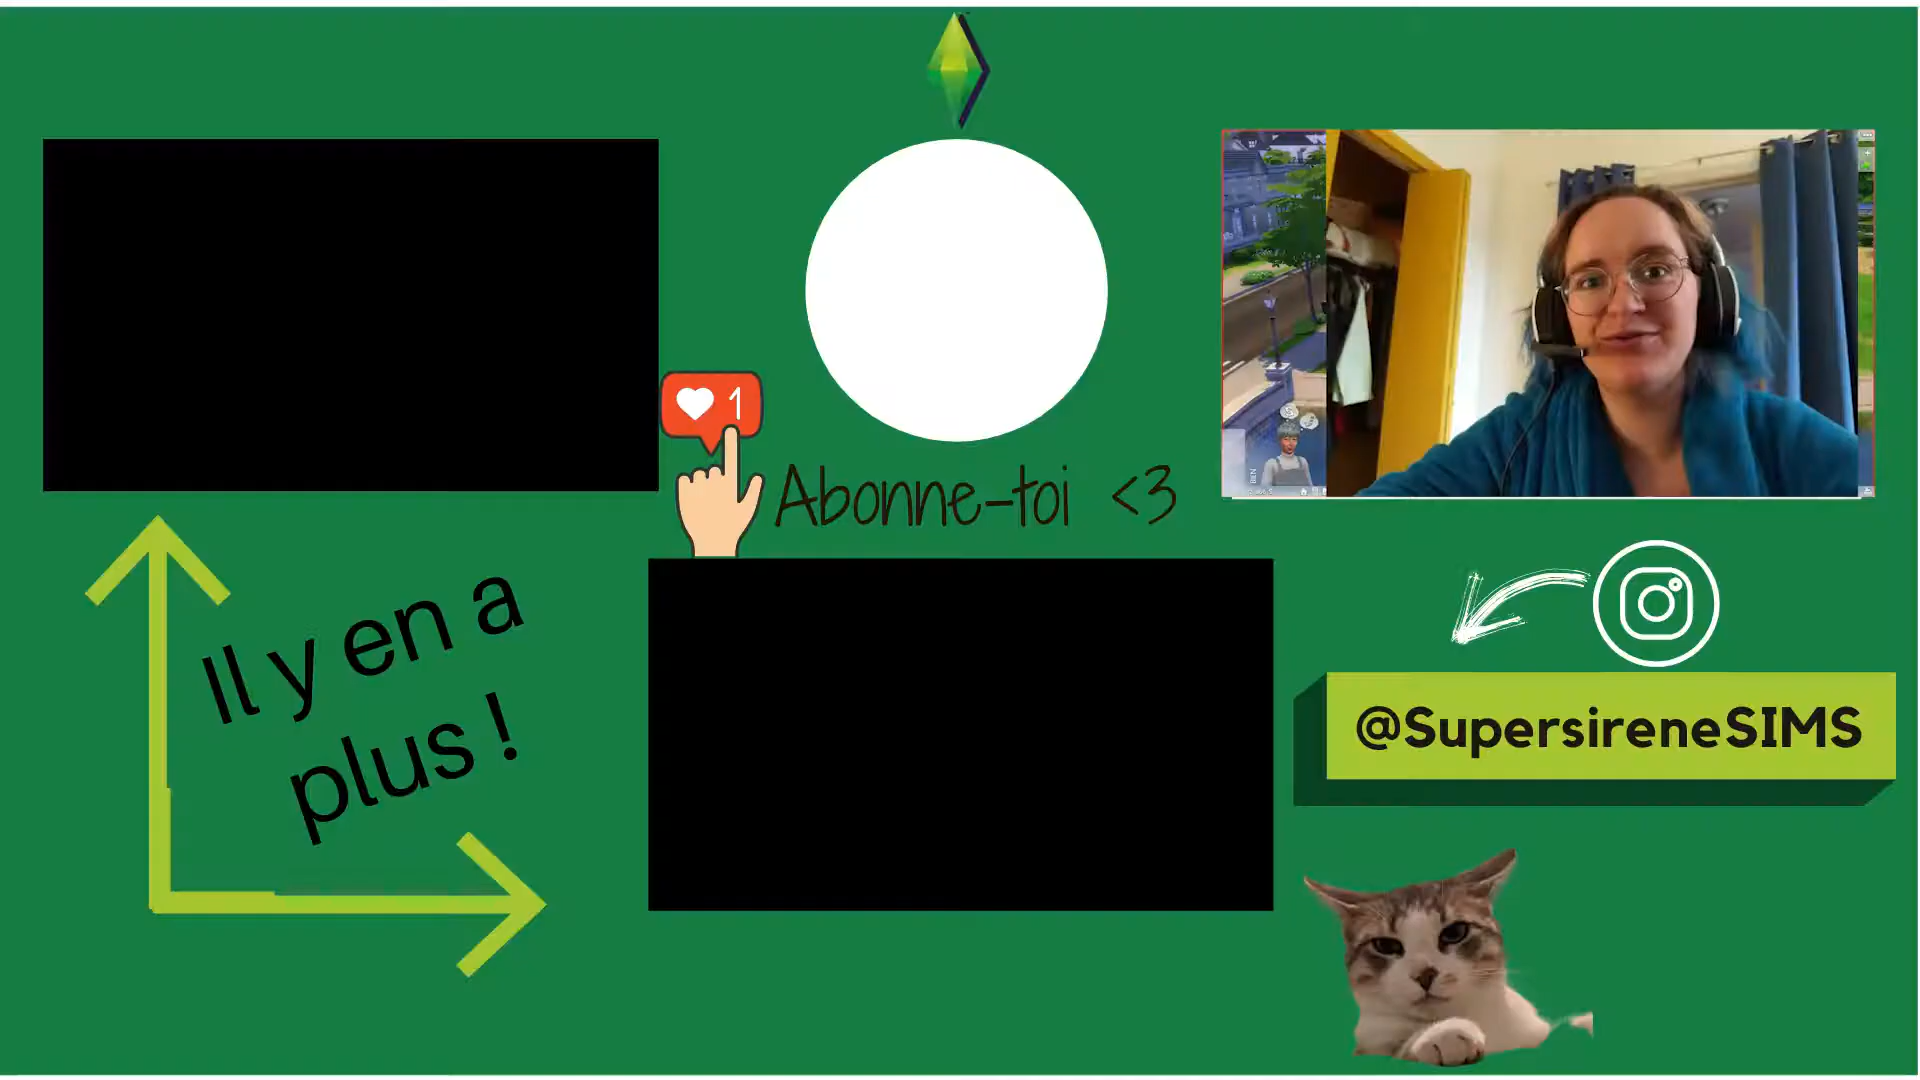 1
Abonne-toi <3
Il y en a
plus !
@SupersireneSIMS